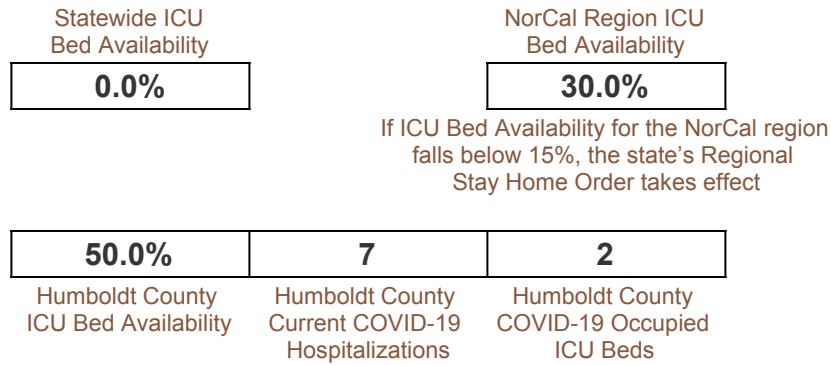 Statewide ICU
Bed Availability
0.0%
NorCal Region ICU
Bed Availability
30.0%
If ICU Bed Availability for the NorCal region
falls below 15%, the state's Regional
Stay Home Order takes effect
50.0%
Humboldt County
ICU Bed Availability
7
Humboldt County
Current COVID-19
Hospitalizations
2
Humboldt County
COVID-19 Occupied
ICU Beds